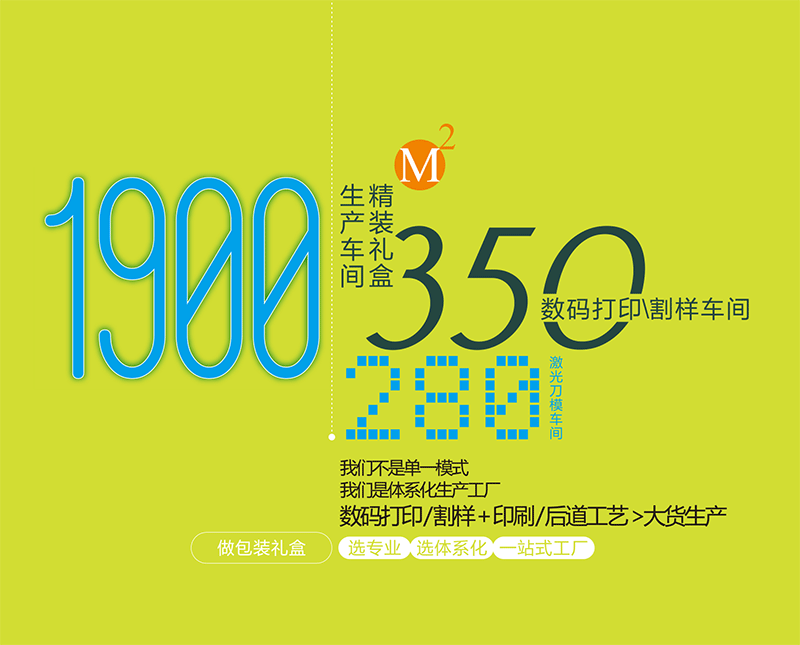 M²
1900
精装礼盒
生产车间
350
数码打印\割样车间
280
激光刀模车间
我们不是单一模式
我们是体系化生产工厂
数码打印/割样+印刷/后道工艺>大货生产
做包装礼盒 选专业 选体系化 一站式工厂